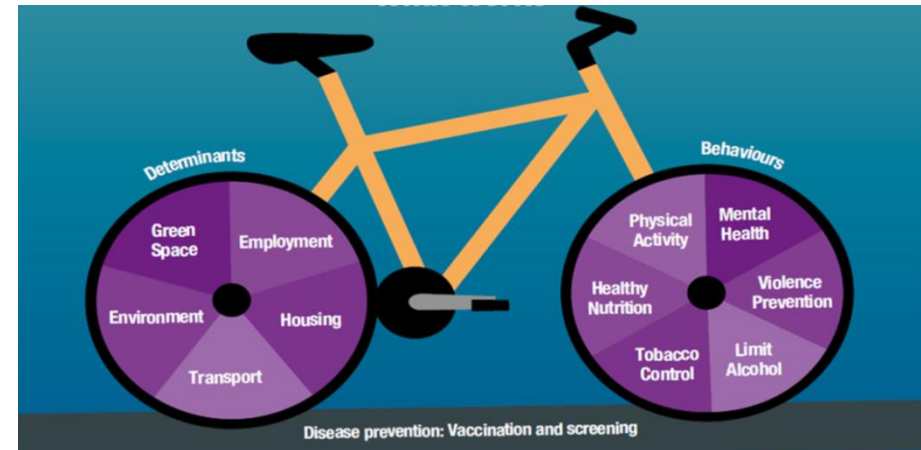 Determinants
Behaviours
Green
Space
Employment
Environment
Housing
Transport
Physical
Activity
Mental
Health
Healthy
Nutrition
Violence
Prevention
Tobacco
Control
Limit
Alcohol
Disease prevention: Vaccination and screening